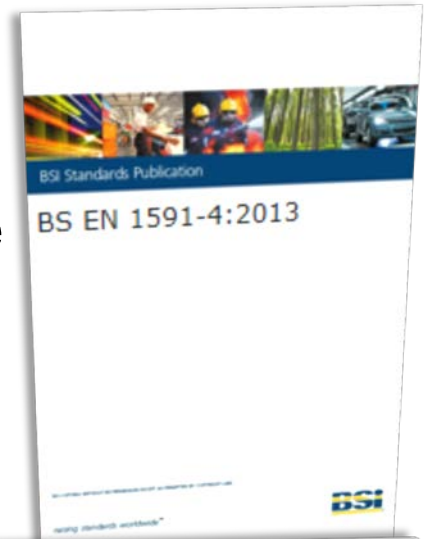 BSI Standards Publication
BS EN 1591-4:2013
e
BSi
raising standards worldwide™